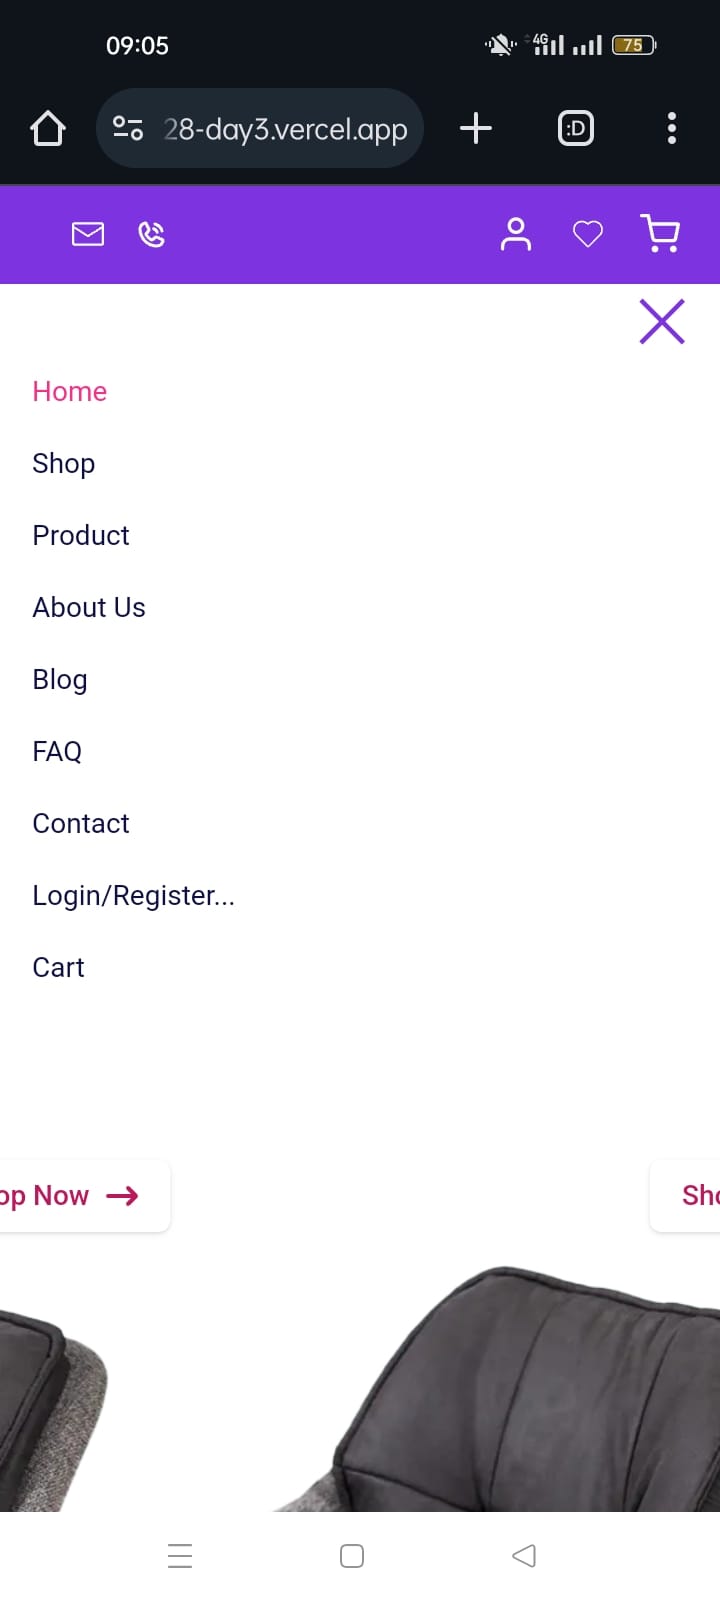 09:05
4G
75
28-day3.vercel.app
:D
Home
Shop
Product
About Us
Blog
FAQ
Contact
Login/Register...
Cart
op Now
Sho